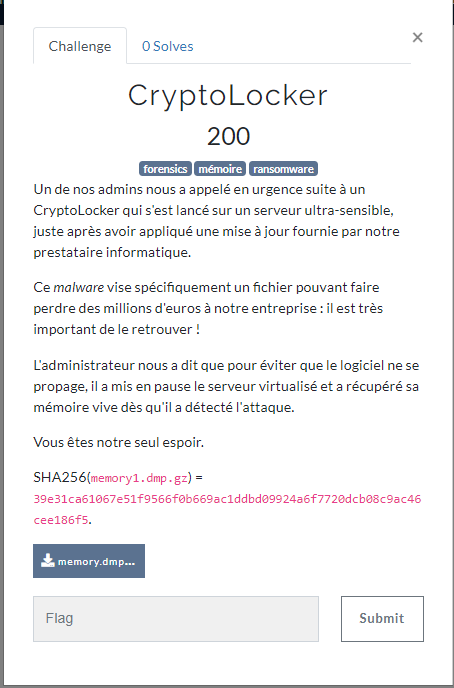 Challenge
0 Solves
×
CryptoLocker
200
forensics mémoire ransomware
Un de nos admins nous a appelé en urgence suite à un
CryptoLocker qui s'est lancé sur un serveur ultra-sensible,
juste après avoir appliqué une mise à jour fournie par notre
prestataire informatique.
Ce malware vise spécifiquement un fichier pouvant faire
perdre des millions d'euros à notre entreprise : il est très
important de le retrouver !
L'administrateur nous a dit que pour éviter que le logiciel ne se
propage, il a mis en pause le serveur virtualisé et a récupéré sa
mémoire vive dès qu'il a détecté l'attaque.
Vous êtes notre seul espoir.
SHA256(memory1.dmp.gz) =
39e31ca61067e51f9566f0b669ac1ddbd09924a6f7720dcb08c9ac46
cee186f5.
memory.dmp...
Flag
Submit